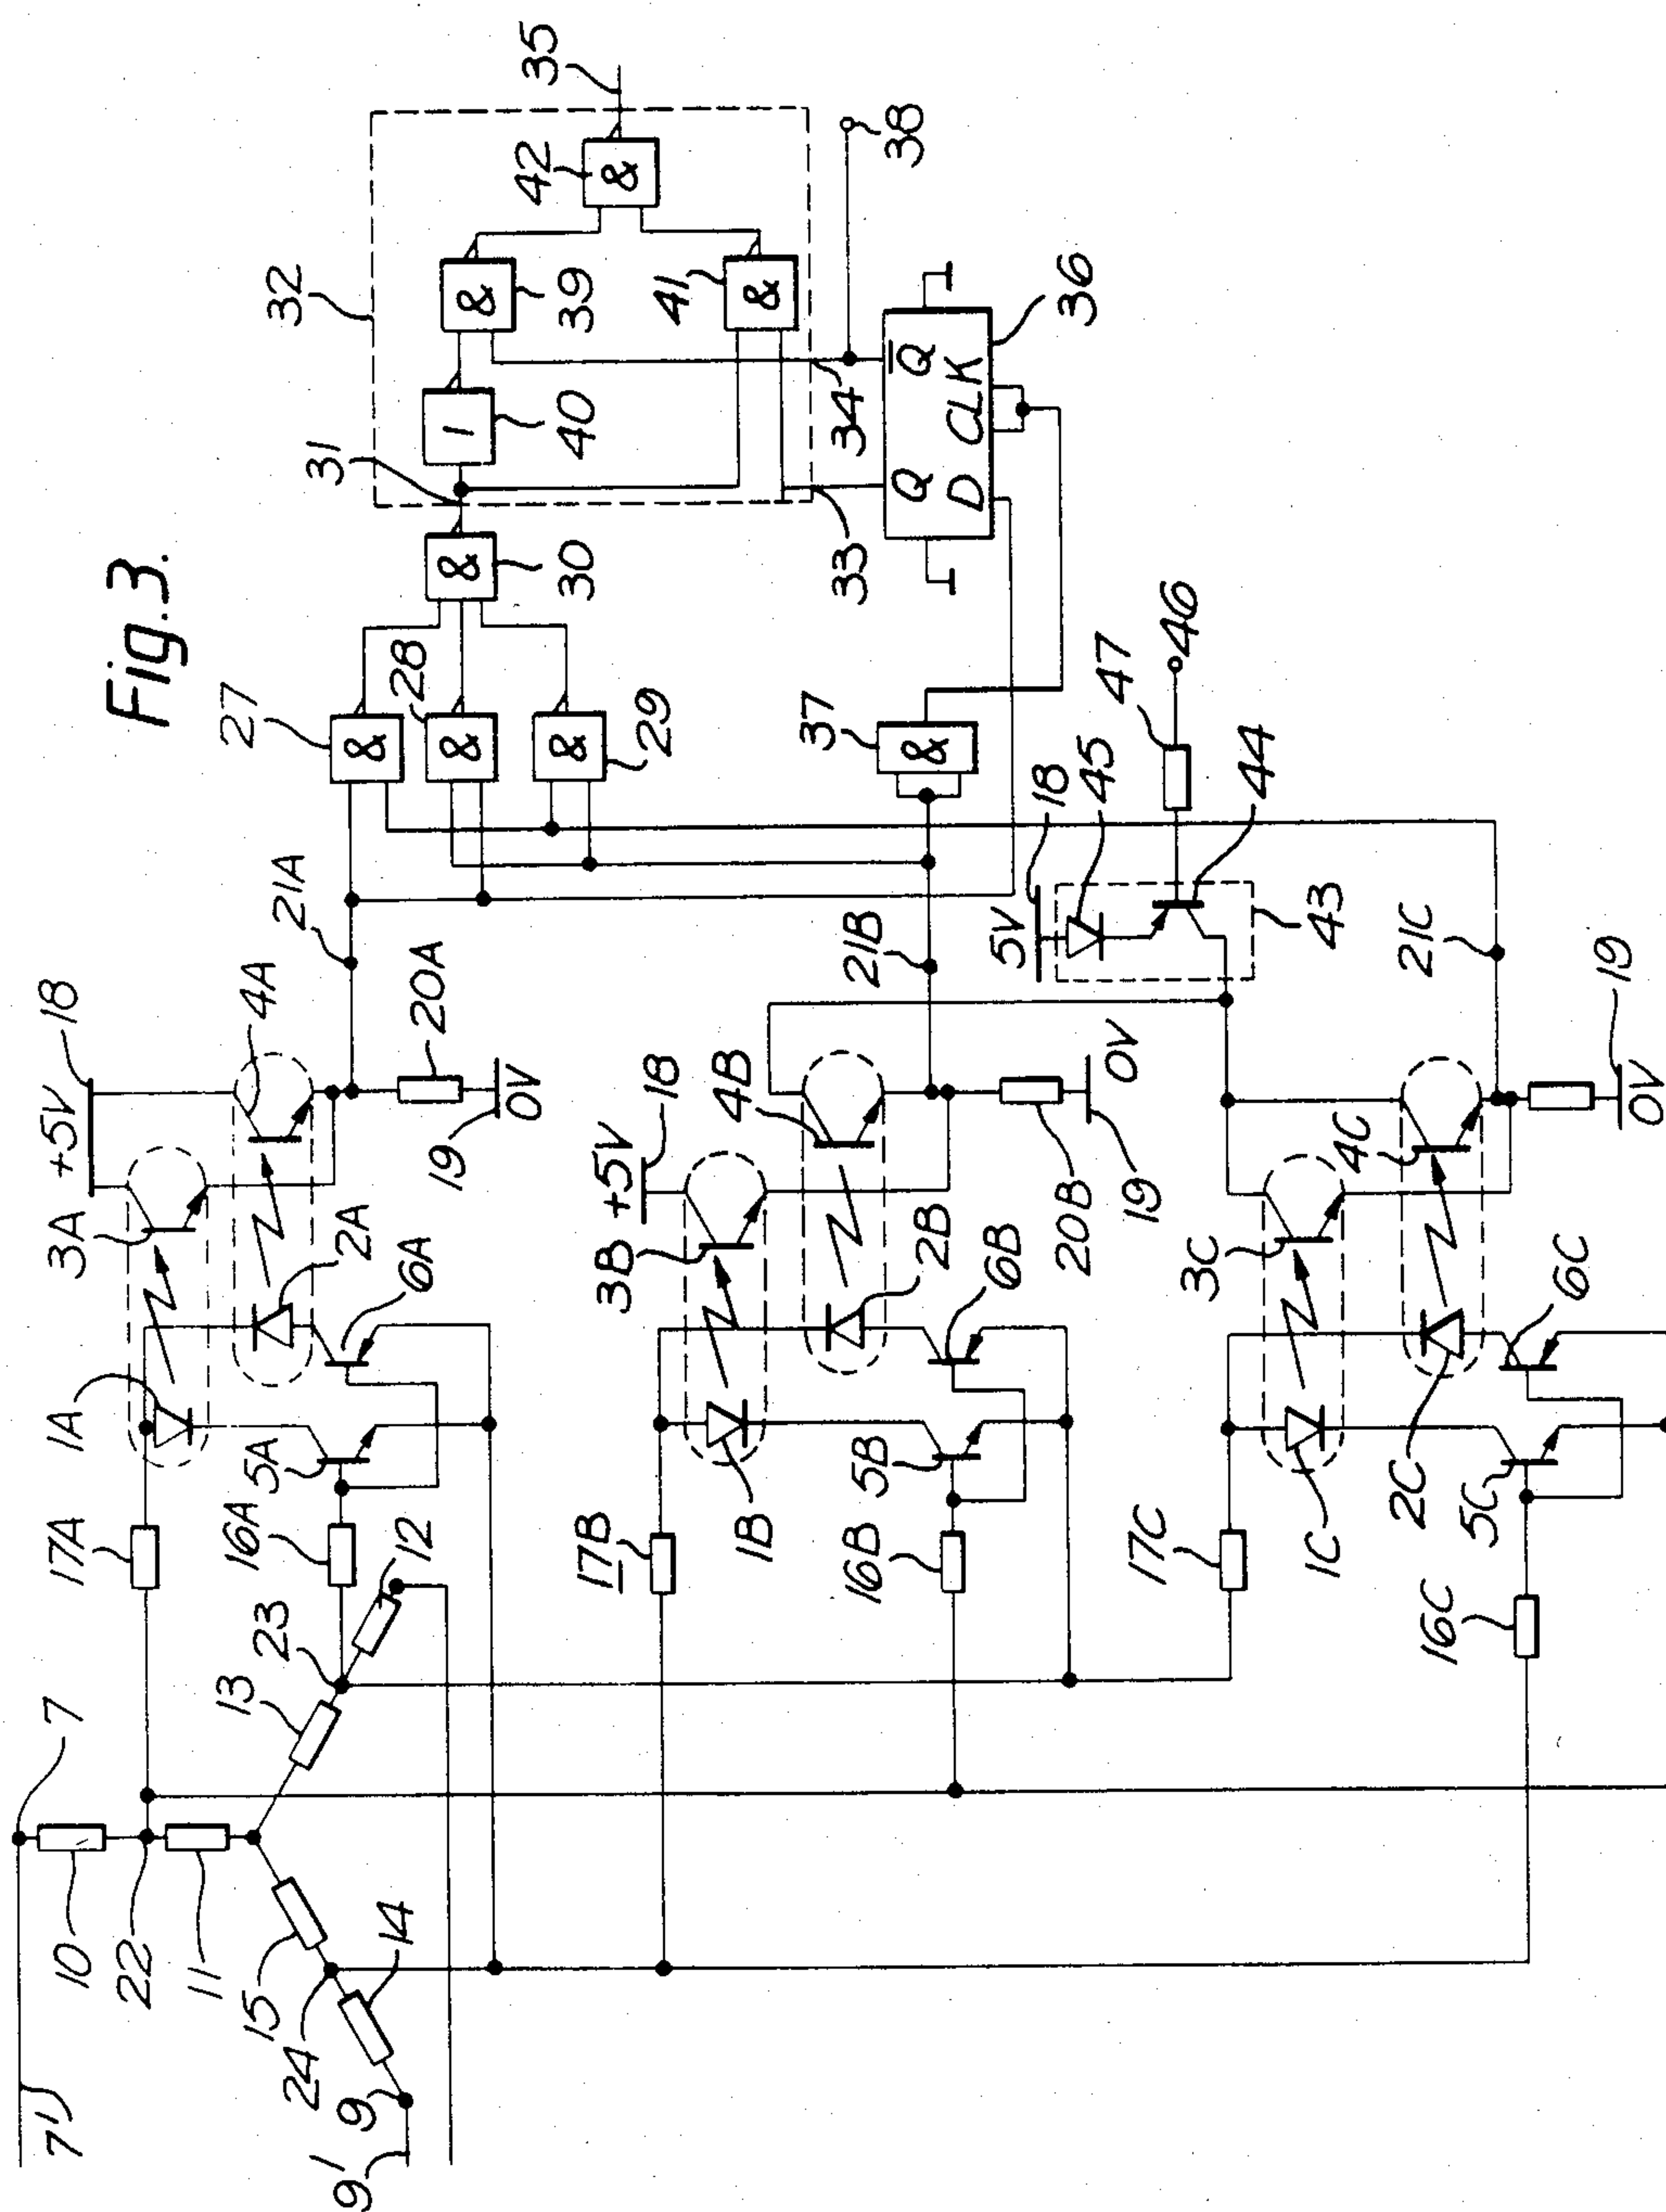 Fig.3.
7'
7
10
22
11
15
24
14
9
9'
13
23
12
17A
16A
1A
5A
3A
2A
6A
+5V
18
4A
20A
19
0V
21A
17B
1B
16B
5B
3B
+5V
18
4B
2B
6B
20B
19
0V
21B
17C
1C
16C
2C
5C
3C
4C
6C
19
0V
21C
5V
18
45
43
44
47
46
27
&
28
&
&
29
37
&
&
30
31
32
1
40
&
39
41
&
42
&
35
33
34
38
Q
Q̅
D
CLK
36